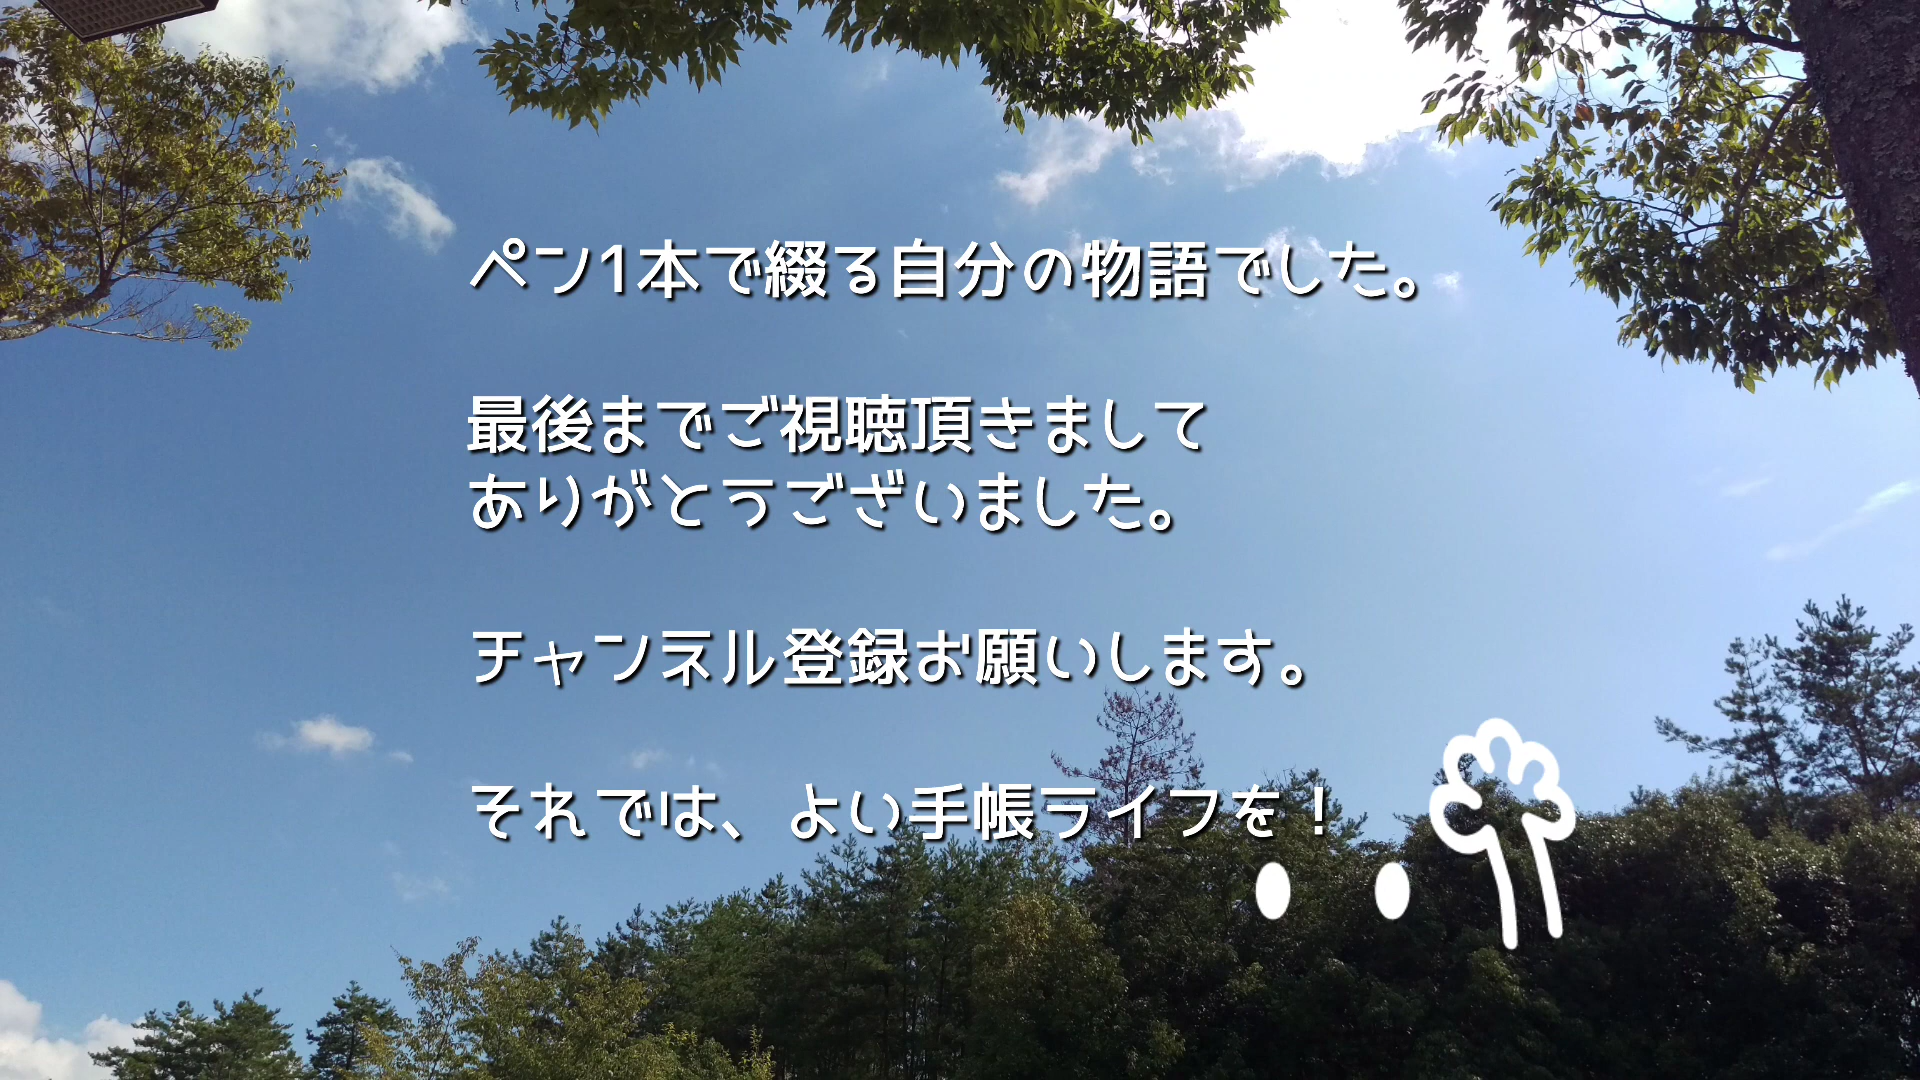 ペン1本で綴る自分の物語でした。
最後までご視聴頂きまして
ありがとうございました。
チャンネル登録お願いします。
それでは、よい手帳ライフを！